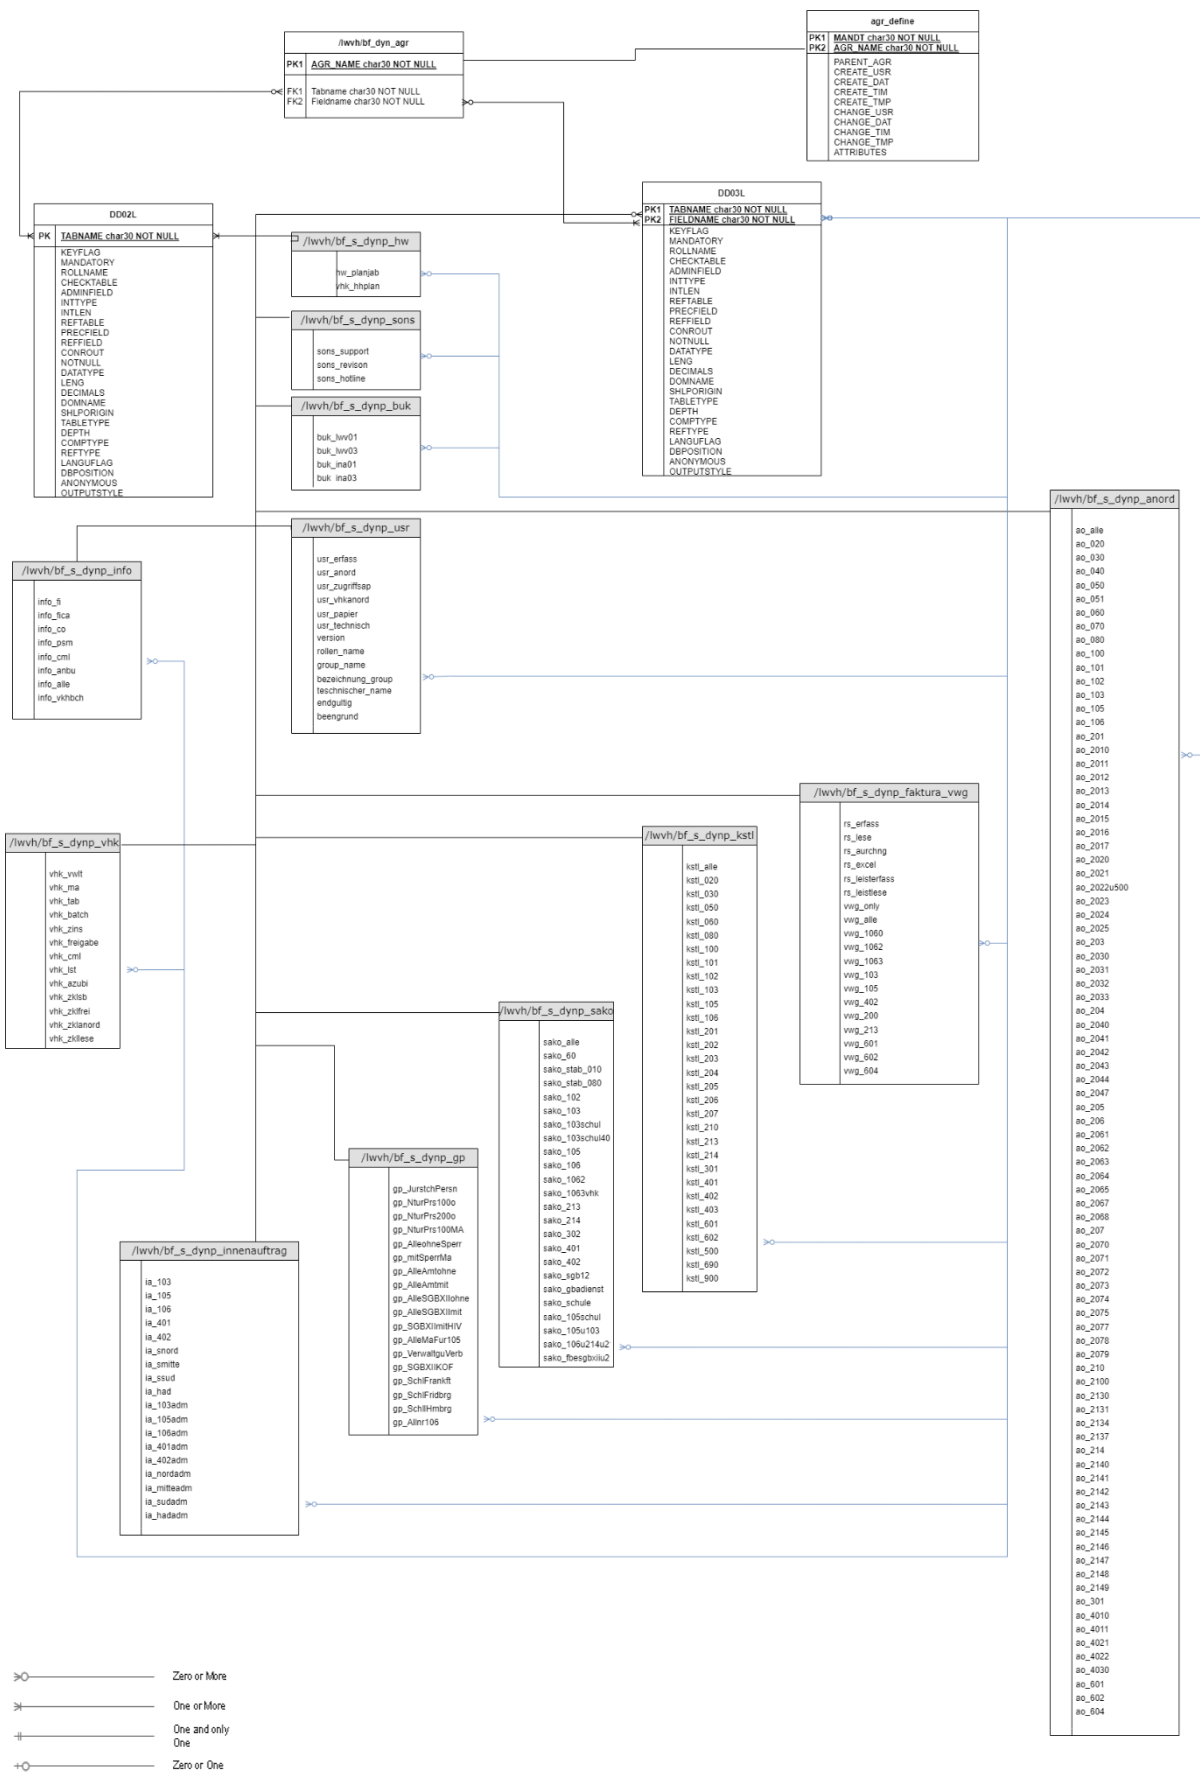 agr_define
PK1 MANDT char30 NOT NULL
PK2 AGR_NAME char30 NOT NULL
PARENT_AGR
CREATE_USR
CREATE_DAT
CREATE_TIM
CREATE_TMP
CHANGE_USR
CHANGE_DAT
CHANGE_TIM
CHANGE_TMP
ATTRIBUTES
/lwvh/bf_dyn_agr
PK1 AGR_NAME char30 NOT NULL
FK1 Tabname char30 NOT NULL
FK2 Fieldname char30 NOT NULL
DD02L
PK TABNAME char30 NOT NULL
KEYFLAG
MANDATORY
ROLLNAME
CHECKTABLE
ADMINFIELD
INTTYPE
INTLEN
REFTABLE
PRECFIELD
REFFIELD
CONROUT
NOTNULL
DATATYPE
LENG
DECIMALS
DOMNAME
SHLPORIGIN
TABLETYPE
DEPTH
COMPTYPE
REFTYPE
LANGUFLAG
DBPOSITION
ANONYMOUS
OUTPUTSTYLE
DD03L
PK1 TABNAME char30 NOT NULL
PK2 FIELDNAME char30 NOT NULL
KEYFLAG
MANDATORY
ROLLNAME
CHECKTABLE
ADMINFIELD
INTTYPE
INTLEN
REFTABLE
PRECFIELD
REFFIELD
CONROUT
NOTNULL
DATATYPE
LENG
DECIMALS
DOMNAME
SHLPORIGIN
TABLETYPE
DEPTH
COMPTYPE
REFTYPE
LANGUFLAG
DBPOSITION
ANONYMOUS
OUTPUTSTYLE
/lwvh/bf_s_dynp_hw
hw_planjab
vhk_hhplan
/lwvh/bf_s_dynp_sons
sons_support
sons_revison
sons_hotline
/lwvh/bf_s_dynp_buk
buk_lwv01
buk_lwv03
buk_ina01
buk_ina03
/lwvh/bf_s_dynp_usr
usr_erfass
usr_anord
usr_zugriffsap
usr_vhkanord
usr_papier
usr_technisch
version
rollen_name
group_name
bezeichnung_group
teschnischer_name
endgultig
beengrund
/lwvh/bf_s_dynp_info
info_fi
info_fica
info_co
info_psm
info_cml
info_anbu
info_alle
info_vkhbch
/lwvh/bf_s_dynp_vhk
vhk_vwlt
vhk_ma
vhk_tab
vhk_batch
vhk_zins
vhk_freigabe
vhk_cml
vhk_lst
vhk_azubi
vhk_zklsb
vhk_zklfrei
vhk_zklanord
vhk_zkllese
/lwvh/bf_s_dynp_innenauftrag
ia_103
ia_105
ia_106
ia_401
ia_402
ia_snord
ia_smitte
ia_ssud
ia_had
ia_103adm
ia_105adm
ia_106adm
ia_401adm
ia_402adm
ia_nordadm
ia_mitteadm
ia_sudadm
ia_hadadm
/lwvh/bf_s_dynp_gp
gp_JurstchPersn
gp_NturPrs100o
gp_NturPrs200o
gp_NturPrs100MA
gp_AlleohneSperr
gp_mitSperrMa
gp_AlleAmtohne
gp_AlleAmtmit
gp_AlleSGBXIIohne
gp_AlleSGBXIImit
gp_SGBXIImitHIV
gp_AlleMaFur105
gp_VerwaltguVerb
gp_SGBXIIKOF
gp_SchlFrankft
gp_SchlFridbrg
gp_SchlHmbrg
gp_Allnr106
/lwvh/bf_s_dynp_sako
sako_alle
sako_60
sako_stab_010
sako_stab_080
sako_102
sako_103
sako_103schul
sako_103schul40
sako_105
sako_106
sako_1062
sako_1063vhk
sako_213
sako_214
sako_302
sako_401
sako_402
sako_sgb12
sako_gbadienst
sako_schule
sako_105schul
sako_105u103
sako_106u214u2
sako_fbesgbxiiu2
/lwvh/bf_s_dynp_kstl
kstl_alle
kstl_020
kstl_030
kstl_050
kstl_060
kstl_080
kstl_100
kstl_101
kstl_102
kstl_103
kstl_105
kstl_106
kstl_201
kstl_202
kstl_203
kstl_204
kstl_205
kstl_206
kstl_207
kstl_210
kstl_213
kstl_214
kstl_301
kstl_401
kstl_402
kstl_403
kstl_601
kstl_602
kstl_500
kstl_690
kstl_900
/lwvh/bf_s_dynp_faktura_vwg
rs_erfass
rs_lese
rs_aurchng
rs_excel
rs_leisterfass
rs_leistlese
vwg_only
vwg_alle
vwg_1060
vwg_1062
vwg_1063
vwg_103
vwg_105
vwg_402
vwg_200
vwg_213
vwg_601
vwg_602
vwg_604
/lwvh/bf_s_dynp_anord
ao_alle
ao_020
ao_030
ao_040
ao_050
ao_051
ao_060
ao_070
ao_080
ao_100
ao_101
ao_102
ao_103
ao_105
ao_106
ao_201
ao_2010
ao_2011
ao_2012
ao_2013
ao_2014
ao_2015
ao_2016
ao_2017
ao_2020
ao_2021
ao_2022u500
ao_2023
ao_2024
ao_2025
ao_203
ao_2030
ao_2031
ao_2032
ao_2033
ao_204
ao_2040
ao_2041
ao_2042
ao_2043
ao_2044
ao_2047
ao_205
ao_206
ao_2061
ao_2062
ao_2063
ao_2064
ao_2065
ao_2067
ao_2068
ao_207
ao_2070
ao_2071
ao_2072
ao_2073
ao_2074
ao_2075
ao_2077
ao_2078
ao_2079
ao_210
ao_2100
ao_2130
ao_2131
ao_2134
ao_2137
ao_214
ao_2140
ao_2141
ao_2142
ao_2143
ao_2144
ao_2145
ao_2146
ao_2147
ao_2148
ao_2149
ao_301
ao_4010
ao_4011
ao_4021
ao_4022
ao_4030
ao_601
ao_602
ao_604
Zero or More
One or More
One and only
One
Zero or One